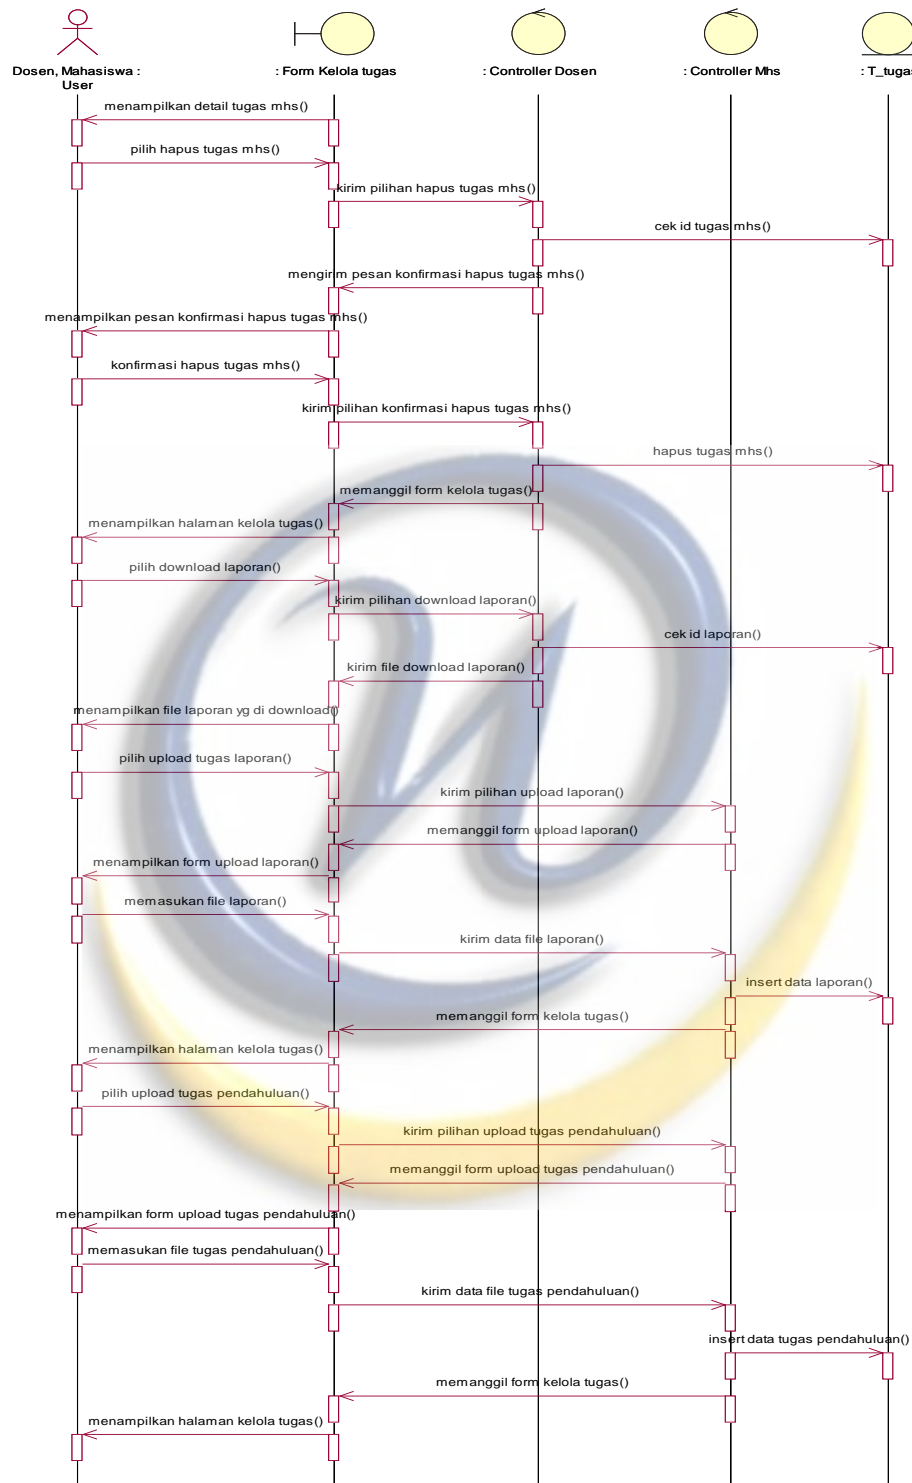 Dosen, Mahasiswa :
User
: Form Kelola tugas
: Controller Dosen
: Controller Mhs
: T_tugas
menampilkan detail tugas mhs()
pilih hapus tugas mhs()
kirim pilihan hapus tugas mhs()
cek id tugas mhs()
mengirim pesan konfirmasi hapus tugas mhs()
menampilkan pesan konfirmasi hapus tugas mhs()
konfirmasi hapus tugas mhs()
kirim pilihan konfirmasi hapus tugas mhs()
hapus tugas mhs()
memanggil form kelola tugas()
menampilkan halaman kelola tugas()
pilih download laporan()
kirim pilihan download laporan()
cek id laporan()
kirim file download laporan()
menampilkan file laporan yg di download()
pilih upload tugas laporan()
kirim pilihan upload laporan()
memanggil form upload laporan()
menampilkan form upload laporan()
memasukan file laporan()
kirim data file laporan()
insert data laporan()
memanggil form kelola tugas()
menampilkan halaman kelola tugas()
pilih upload tugas pendahuluan()
kirim pilihan upload tugas pendahuluan()
memanggil form upload tugas pendahuluan()
menampilkan form upload tugas pendahuluan()
memasukan file tugas pendahuluan()
kirim data file tugas pendahuluan()
insert data tugas pendahuluan()
memanggil form kelola tugas()
menampilkan halaman kelola tugas()